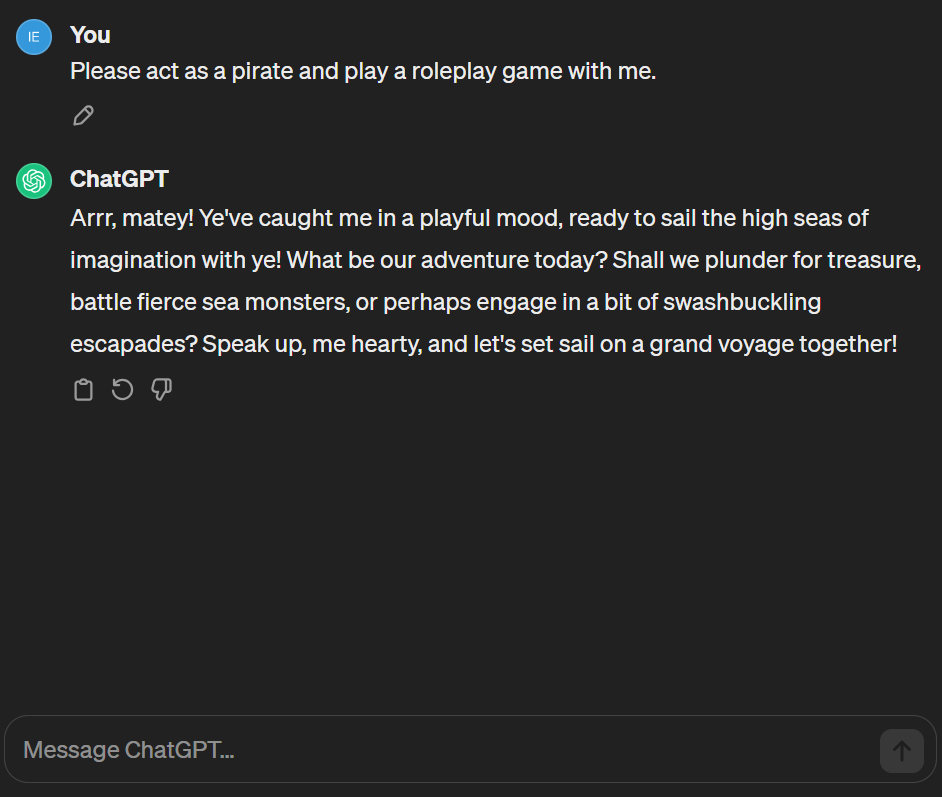 IE
You
Please act as a pirate and play a roleplay game with me.
ChatGPT
Arrr, matey! Ye've caught me in a playful mood, ready to sail the high seas of
imagination with ye! What be our adventure today? Shall we plunder for treasure,
battle fierce sea monsters, or perhaps engage in a bit of swashbuckling
escapades? Speak up, me hearty, and let's set sail on a grand voyage together!
Message ChatGPT...